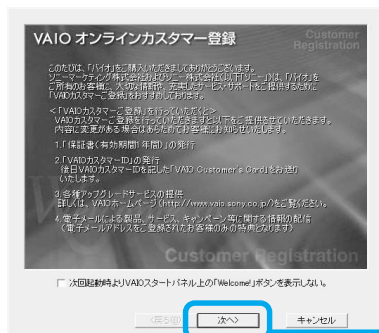 VAIO オンラインカスタマー登録
Customer
Registration
このたびは、「バイオ」をご購入いただきましてありがとうございます。
ソニーマーケティング株式会社およびソニー株式会社(以下「ソニー」)は、「バイオ」を
ご所有のお客様に、大切な情報や、充実したサービス・サポートをご提供するために
「VAIOカスタマーご登録」をおすすめしております。
<「VAIOカスタマーご登録」を行っていただくと>
VAIOカスタマーご登録を行っていただきますと以下をご提供させていただきます。
内容に変更がある場合はあらためてお客様にお知らせいたします。
1.「保証書(有効期間1年間)」の発行
2.「VAIOカスタマーID」の発行
後日VAIOカスタマーIDを記した「VAIO Customer's Card」をお送り
いたします。
3.各種アップグレードサービスの提供
詳しくは、VAIOホームページ(http://www.vaio.sony.co.jp/)をご覧ください。
4.電子メールによる製品、サービス、キャンペーン等に関する情報の配信
(電子メールアドレスをご登録されたお客様のみの特典となります)
Customer Registration
次回起動時よりVAIOスタートパネル上の「Welcome!」ボタンを表示しない。
<戻る(B)
次へ>
キャンセル